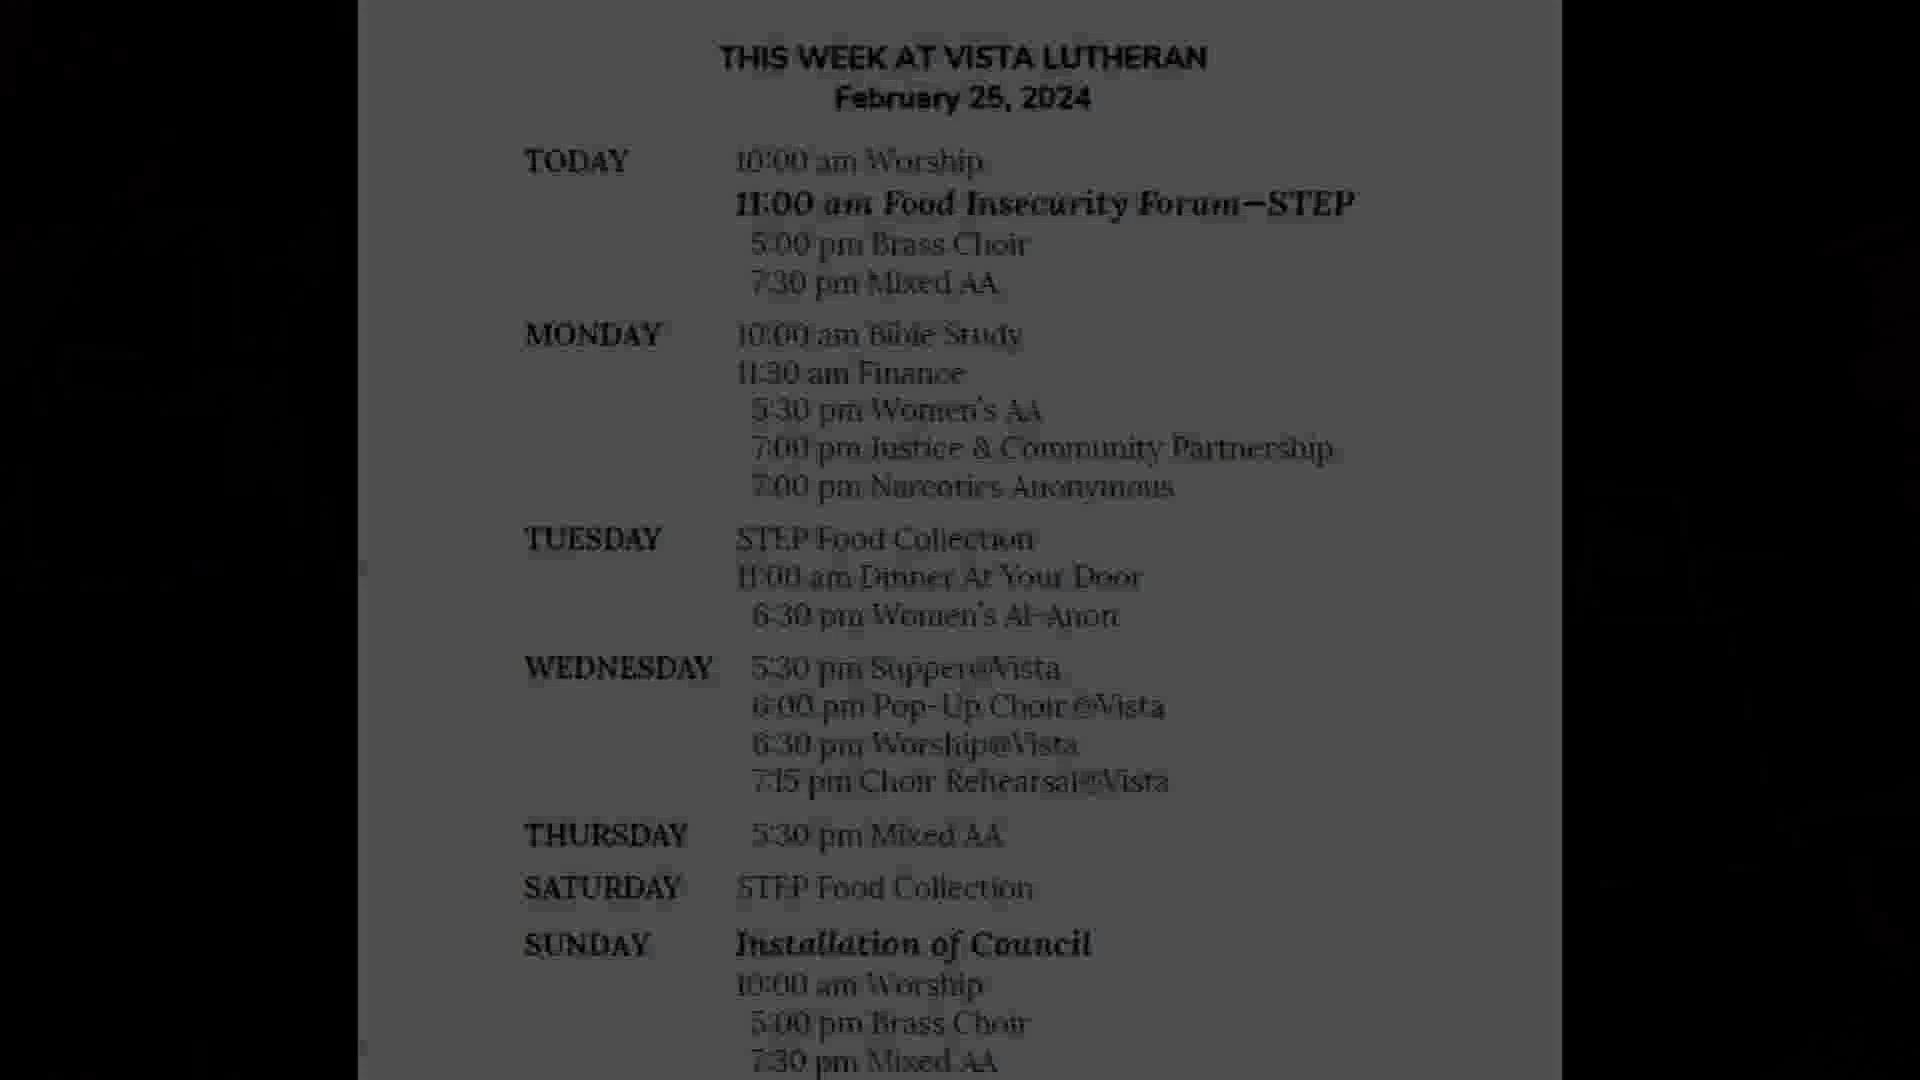 THIS WEEK AT VISTA LUTHERAN
February 25, 2024
TODAY 10:00 am Worship
11:00 am Food Insecurity Forum—STEP
5:00 pm Brass Choir
7:30 pm Mixed AA
MONDAY 10:00 am Bible Study
11:30 am Finance
5:30 pm Women's AA
7:00 pm Justice & Community Partnership
7:00 pm Narcotics Anonymous
TUESDAY STEP Food Collection
11:00 am Dinner At Your Door
6:30 pm Women's Al-Anon
WEDNESDAY 5:30 pm Supper@Vista
6:00 pm Pop-Up Choir @Vista
6:30 pm Worship@Vista
7:15 pm Choir Rehearsal@Vista
THURSDAY 5:30 pm Mixed AA
SATURDAY STEP Food Collection
SUNDAY Installation of Council
10:00 am Worship
5:00 pm Brass Choir
7:30 pm Mixed AA